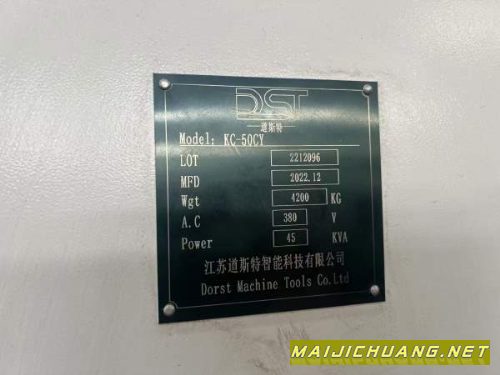 DST
道斯特
Model: KC-50CY
LOT 2212096
MFD 2022.12
Wgt 4200 KG
A.C 380 V
Power 45 KVA
江苏道斯特智能科技有限公司
Dorst Machine Tools Co.Ltd
MAIJICHUANG.NET